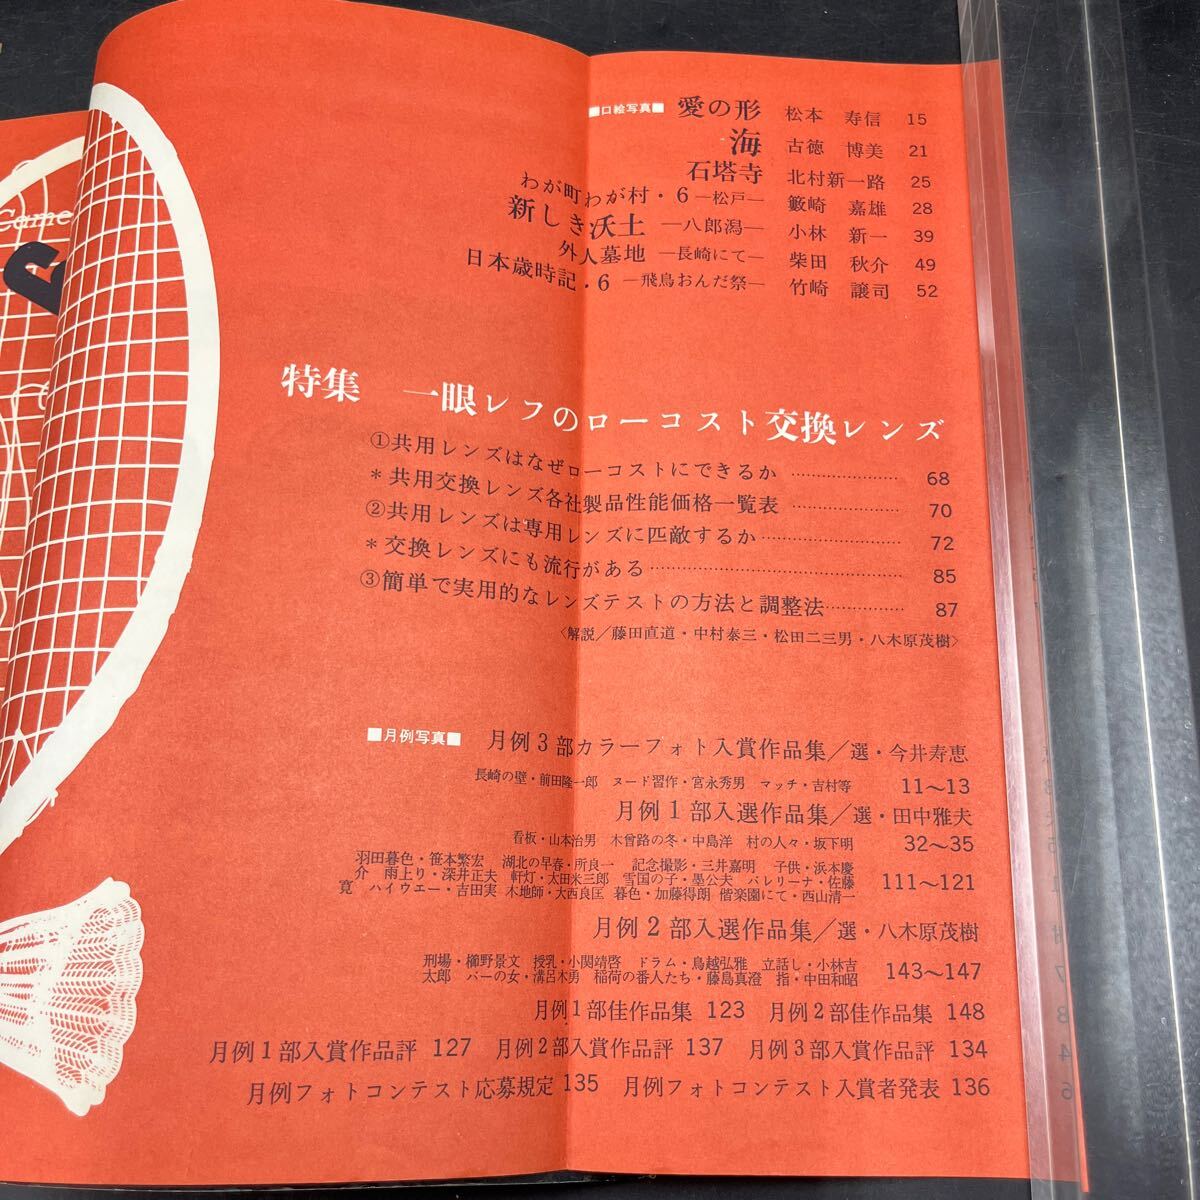 Came
■口絵写真■ 愛の形 松本 寿信 15
海 古徳 博美 21
石塔寺 北村新一路 25
わが町わが村・6 ―松戸― 籔崎 嘉雄 28
新しき沃土 ―八郎潟― 小林 新一 39
外人墓地 ―長崎にて― 柴田 秋介 49
日本歳時記・6 ―飛鳥おんだ祭― 竹崎 譲司 52
特集 一眼レフのローコスト交換レンズ
①共用レンズはなぜローコストにできるか ………………… 68
＊共用交換レンズ各社製品性能価格一覧表 ………………… 70
②共用レンズは専用レンズに匹敵するか ………………… 72
＊交換レンズにも流行がある ………………… 85
③簡単で実用的なレンズテストの方法と調整法 …………… 87
〈解説／藤田直道・中村泰三・松田二三男・八木原茂樹〉
■月例写真■ 月例3部カラーフォト入賞作品集／選・今井寿恵
長崎の壁・前田隆一郎 ヌード習作・宮永秀男 マッチ・吉村等 11〜13
月例1部入選作品集／選・田中雅夫
看板・山本治男 木曽路の冬・中島洋 村の人々・坂下明 32〜35
羽田暮色・笹本繁宏 湖北の早春・所良一 記念撮影・三井嘉明 子供・浜本慶
介 雨上り・深井正夫 軒灯・太田米三郎 雪国の子・墨公夫 バレリーナ・佐藤 111〜121
寛 ハイウエー・吉田実 木地師・大西良匡 暮色・加藤得朗 偕楽園にて・西山清一
月例2部入選作品集／選・八木原茂樹
刑場・櫛野景文 授乳・小関靖啓 ドラム・鳥越弘雅 立話し・小林吉
太郎 バーの女・溝呂木勇 稲荷の番人たち・藤島真澄 指・中田和昭 143〜147
月例1部佳作品集 123 月例2部佳作品集 148
月例1部入賞作品評 127 月例2部入賞作品評 137 月例3部入賞作品評 134
月例フォトコンテスト応募規定 135 月例フォトコンテスト入賞者発表 136